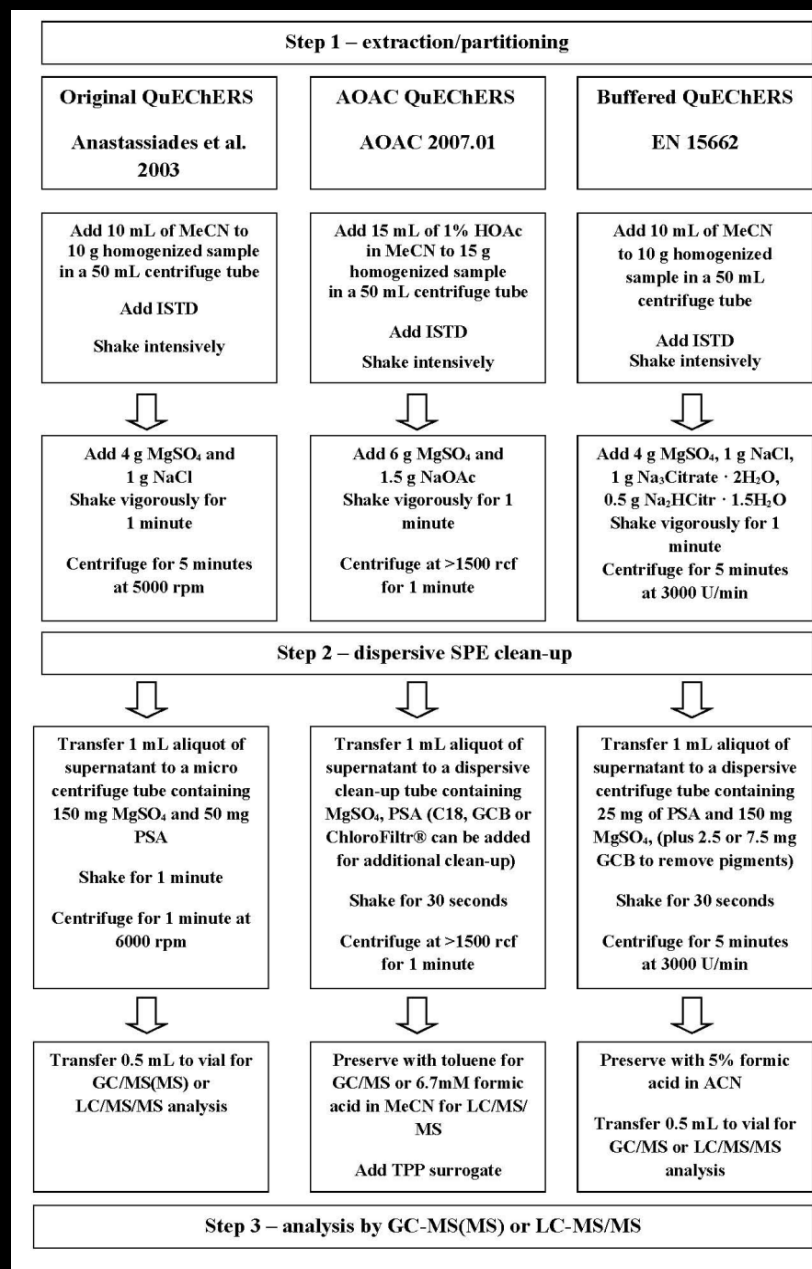 Step 1 – extraction/partitioning
Original QuEChERS
Anastassiades et al.
2003
AOAC QuEChERS
AOAC 2007.01
Buffered QuEChERS
EN 15662
Add 10 mL of MeCN to
10 g homogenized sample
in a 50 mL centrifuge tube
Add ISTD
Shake intensively
Add 15 mL of 1% HOAc
in MeCN to 15 g
homogenized sample
in a 50 mL centrifuge tube
Add ISTD
Shake intensively
Add 10 mL of MeCN
to 10 g homogenized
sample in a 50 mL
centrifuge tube
Add ISTD
Shake intensively
Add 4 g MgSO₄ and
1 g NaCl
Shake vigorously for
1 minute
Centrifuge for 5 minutes
at 5000 rpm
Add 6 g MgSO₄ and
1.5 g NaOAc
Shake vigorously for 1
minute
Centrifuge at >1500 rcf
for 1 minute
Add 4 g MgSO₄, 1 g NaCl,
1 g Na₃Citrate · 2H₂O,
0.5 g Na₂HCitr · 1.5H₂O
Shake vigorously for 1
minute
Centrifuge for 5 minutes
at 3000 U/min
Step 2 – dispersive SPE clean-up
Transfer 1 mL aliquot of
supernatant to a micro
centrifuge tube containing
150 mg MgSO₄ and 50 mg
PSA
Shake for 1 minute
Centrifuge for 1 minute at
6000 rpm
Transfer 1 mL aliquot of
supernatant to a dispersive
clean-up tube containing
MgSO₄, PSA (C18, GCB or
ChloroFiltr® can be added
for additional clean-up)
Shake for 30 seconds
Centrifuge at >1500 rcf
for 1 minute
Transfer 1 mL aliquot of
supernatant to a dispersive
centrifuge tube containing
25 mg of PSA and 150 mg
MgSO₄, (plus 2.5 or 7.5 mg
GCB to remove pigments)
Shake for 30 seconds
Centrifuge for 5 minutes
at 3000 U/min
Transfer 0.5 mL to vial for
GC/MS(MS) or
LC/MS/MS analysis
Preserve with toluene for
GC/MS or 6.7mM formic
acid in MeCN for LC/MS/
MS
Add TPP surrogate
Preserve with 5% formic
acid in ACN
Transfer 0.5 mL to vial for
GC/MS or LC/MS/MS
analysis
Step 3 – analysis by GC-MS(MS) or LC-MS/MS